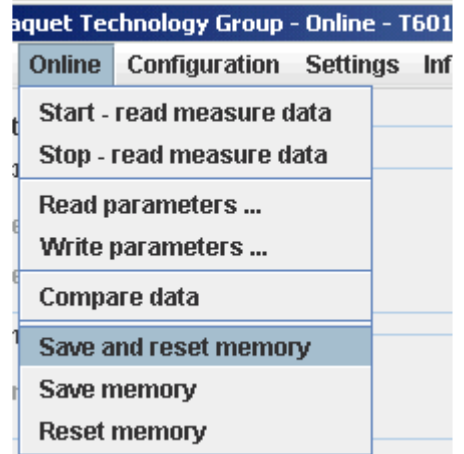 aquet Technology Group - Online - T601
Online Configuration Settings Inf
Start - read measure data
Stop - read measure data
Read parameters ...
Write parameters ...
Compare data
Save and reset memory
Save memory
Reset memory